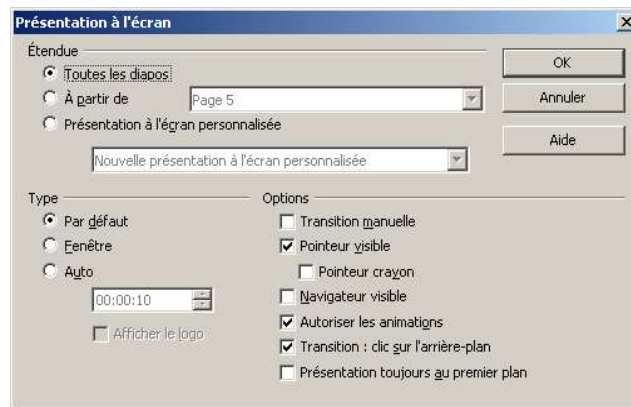 Présentation à l'écran
Étendue
Toutes les diapos
À partir de
Page 5
Présentation à l'écran personnalisée
Nouvelle présentation à l'écran personnalisée
OK
Annuler
Aide
Type
Par défaut
Fenêtre
Auto
00:00:10
Afficher le logo
Options
Transition manuelle
Pointeur visible
Pointeur crayon
Navigateur visible
Autoriser les animations
Transition : clic sur l'arrière-plan
Présentation toujours au premier plan